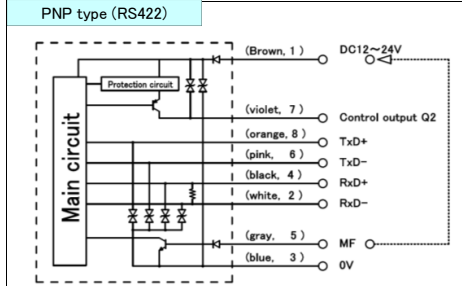 PNP type (RS422)
(Brown, 1 ) DC12～24V
Protection circuit
(violet, 7 ) Control output Q2
(orange, 8 ) TxD+
(pink, 6 ) TxD-
(black, 4 ) RxD+
(white, 2 ) RxD-
Main circuit
(gray, 5 ) MF
(blue, 3 ) 0V